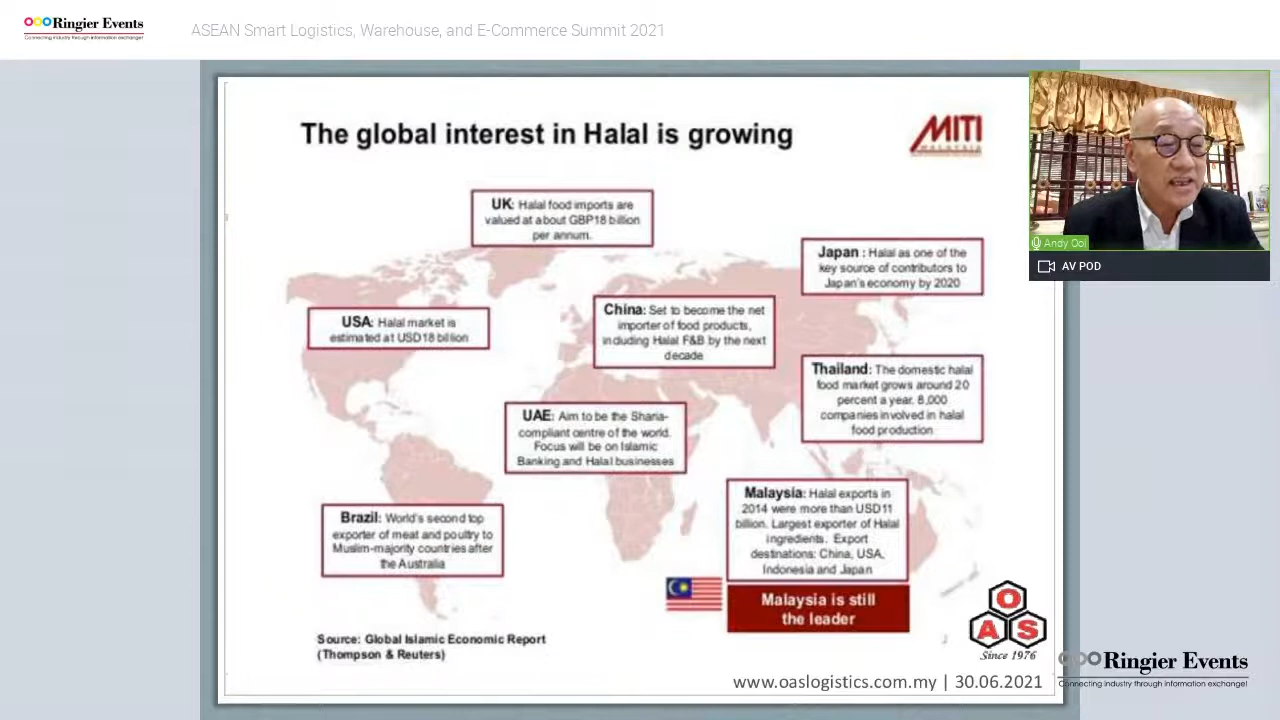 Ringier Events
Connecting industry through information exchange!
ASEAN Smart Logistics, Warehouse, and E-Commerce Summit 2021
The global interest in Halal is growing
MITI
MALAYSIA
UK: Halal food imports are
valued at about GBP18 billion
per annum.
Japan : Halal as one of the
key source of contributors to
Japan's economy by 2020
USA: Halal market is
estimated at USD18 billion
China: Set to become the net
importer of food products,
including Halal F&B by the next
decade
Thailand: The domestic halal
food market grows around 20
percent a year. 8,000
companies involved in halal
food production
UAE: Aim to be the Sharia-
compliant centre of the world.
Focus will be on Islamic
Banking and Halal businesses
Malaysia: Halal exports in
2014 were more than USD11
billion. Largest exporter of Halal
ingredients. Export
destinations: China, USA,
Indonesia and Japan
Brazil: World's second top
exporter of meat and poultry to
Muslim-majority countries after
the Australia
Malaysia is still
the leader
Source: Global Islamic Economic Report
(Thompson & Reuters)
O
A S
Since 1976
www.oaslogistics.com.my | 30.06.2021
Andy Ooi
AV POD
Ringier Events
Connecting industry through information exchange!